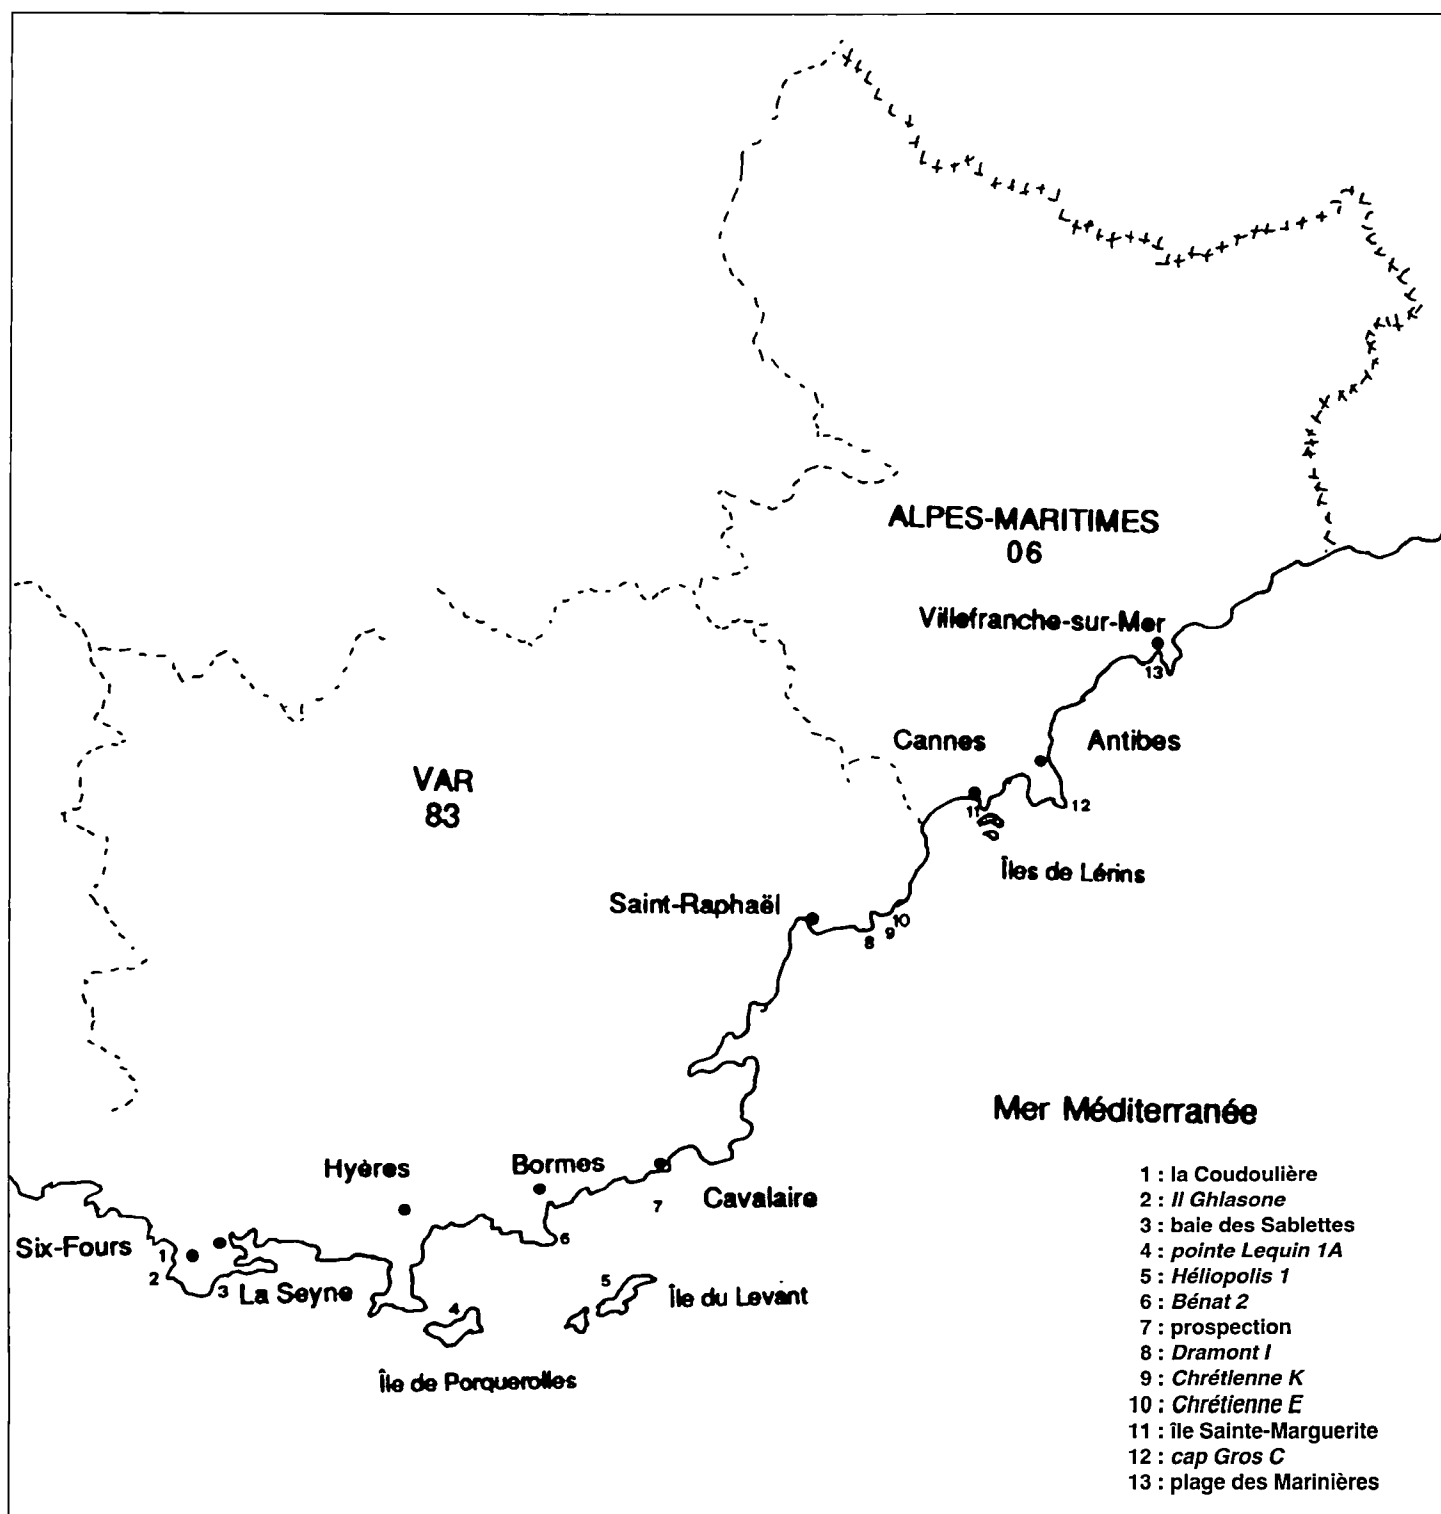 ALPES-MARITIMES
06
Villefranche-sur-Mer
13
Cannes
Antibes
VAR
83
11
12
Îles de Lérins
Saint-Raphaël
10
9
8
Mer Méditerranée
Hyères
Bormes
7
Cavalaire
Six-Fours
1
2
3
La Seyne
6
5
Île du Levant
4
Île de Porquerolles
1 : la Coudoulière
2 : Il Ghiasone
3 : baie des Sablettes
4 : pointe Lequin 1A
5 : Héliopolis 1
6 : Bénat 2
7 : prospection
8 : Dramont I
9 : Chrétienne K
10 : Chrétienne E
11 : île Sainte-Marguerite
12 : cap Gros C
13 : plage des Marinières